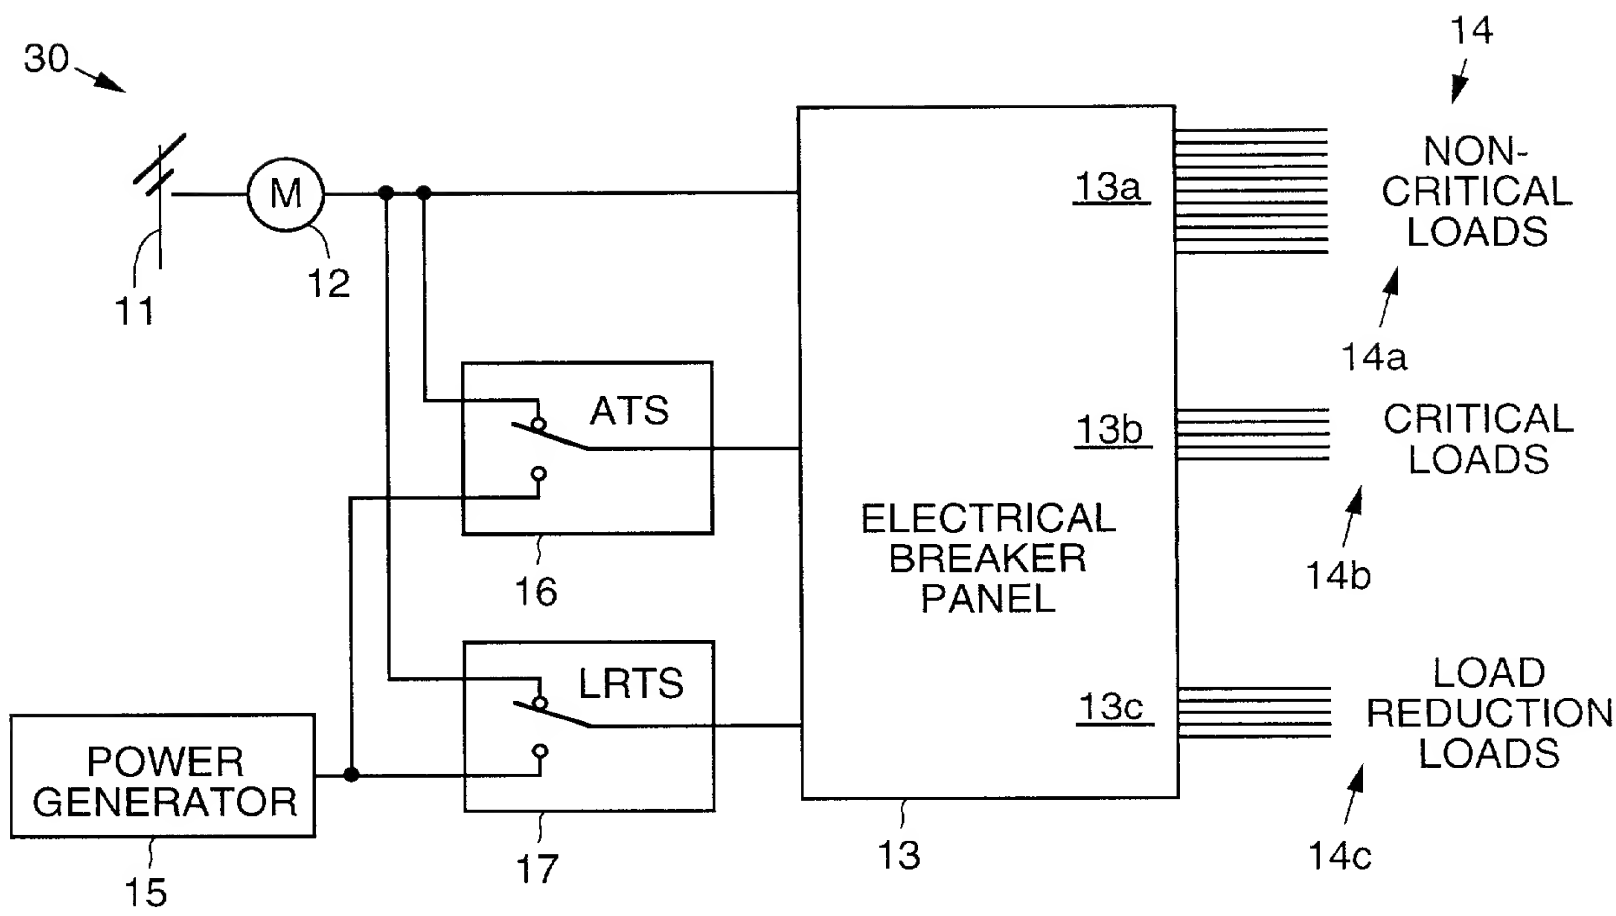 30
14
M
11
12
13a
NON-
CRITICAL
LOADS
14a
ATS
16
13b
CRITICAL
LOADS
14b
ELECTRICAL
BREAKER
PANEL
LRTS
17
13c
LOAD
REDUCTION
LOADS
14c
POWER
GENERATOR
15
13